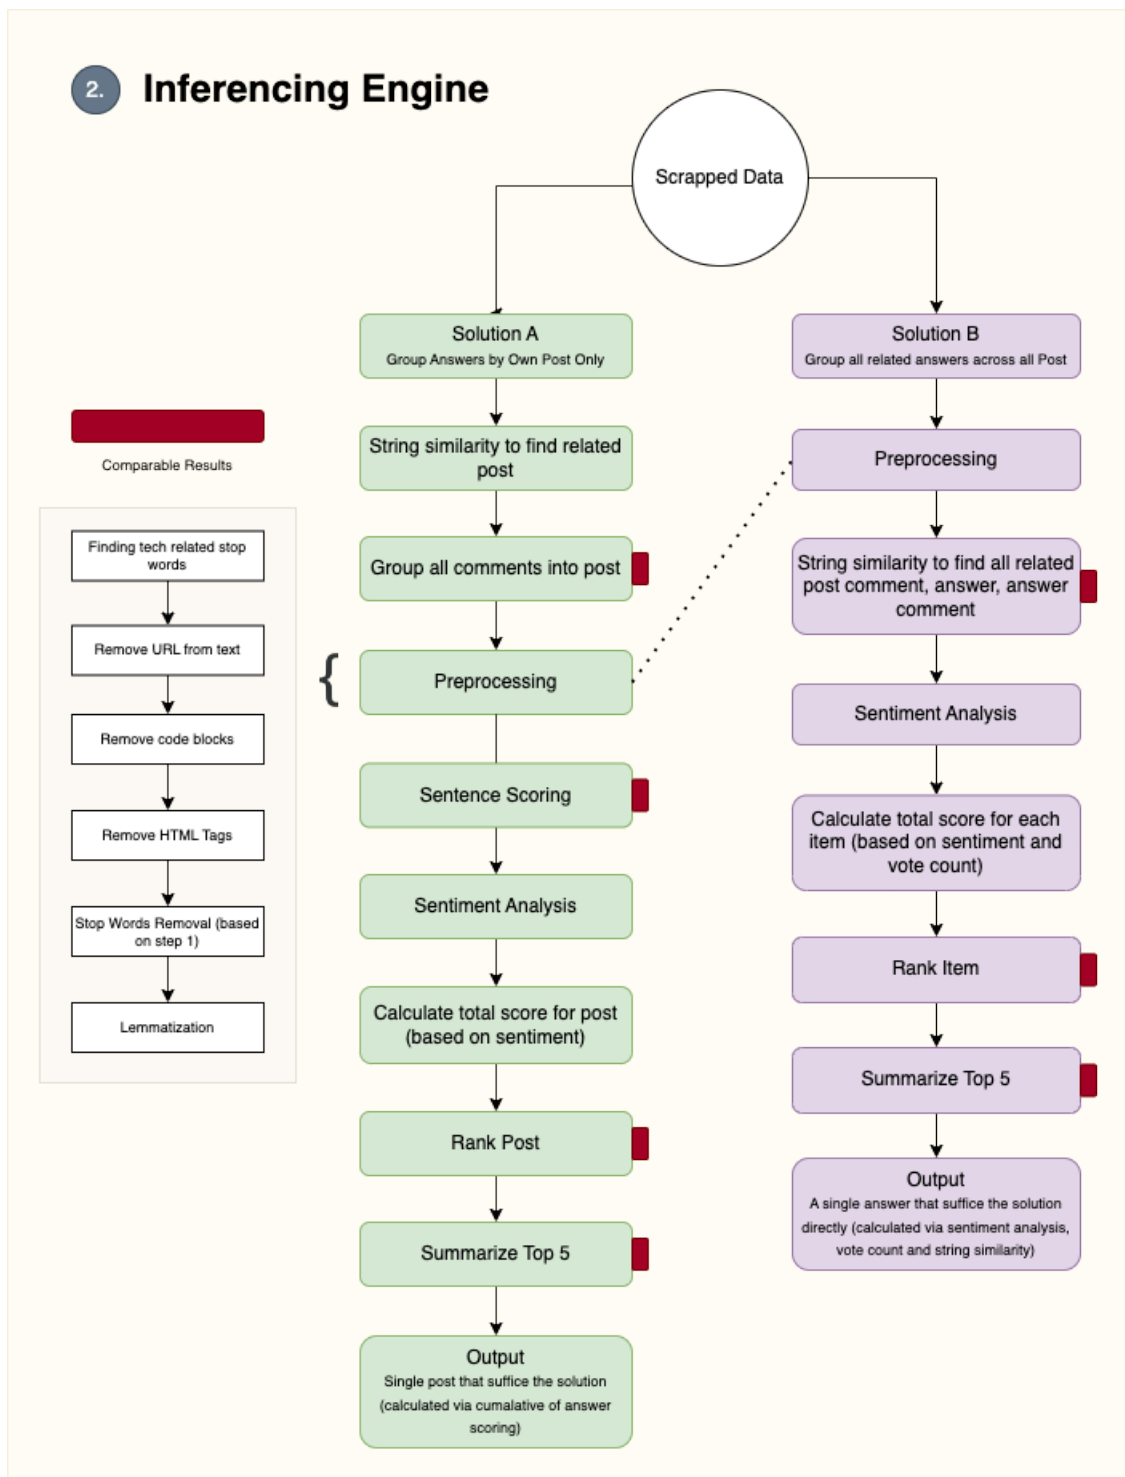 2. Inferencing Engine
Scrapped Data
Solution A
Group Answers by Own Post Only
String similarity to find related
post
Group all comments into post
{
Preprocessing
Sentence Scoring
Sentiment Analysis
Calculate total score for post
(based on sentiment)
Rank Post
Summarize Top 5
Output
Single post that suffice the solution
(calculated via cumalative of answer
scoring)
Solution B
Group all related answers across all Post
Preprocessing
String similarity to find all related
post comment, answer, answer
comment
Sentiment Analysis
Calculate total score for each
item (based on sentiment and
vote count)
Rank Item
Summarize Top 5
Output
A single answer that suffice the solution
directly (calculated via sentiment analysis,
vote count and string similarity)
Comparable Results
Finding tech related stop
words
Remove URL from text
Remove code blocks
Remove HTML Tags
Stop Words Removal (based
on step 1)
Lemmatization